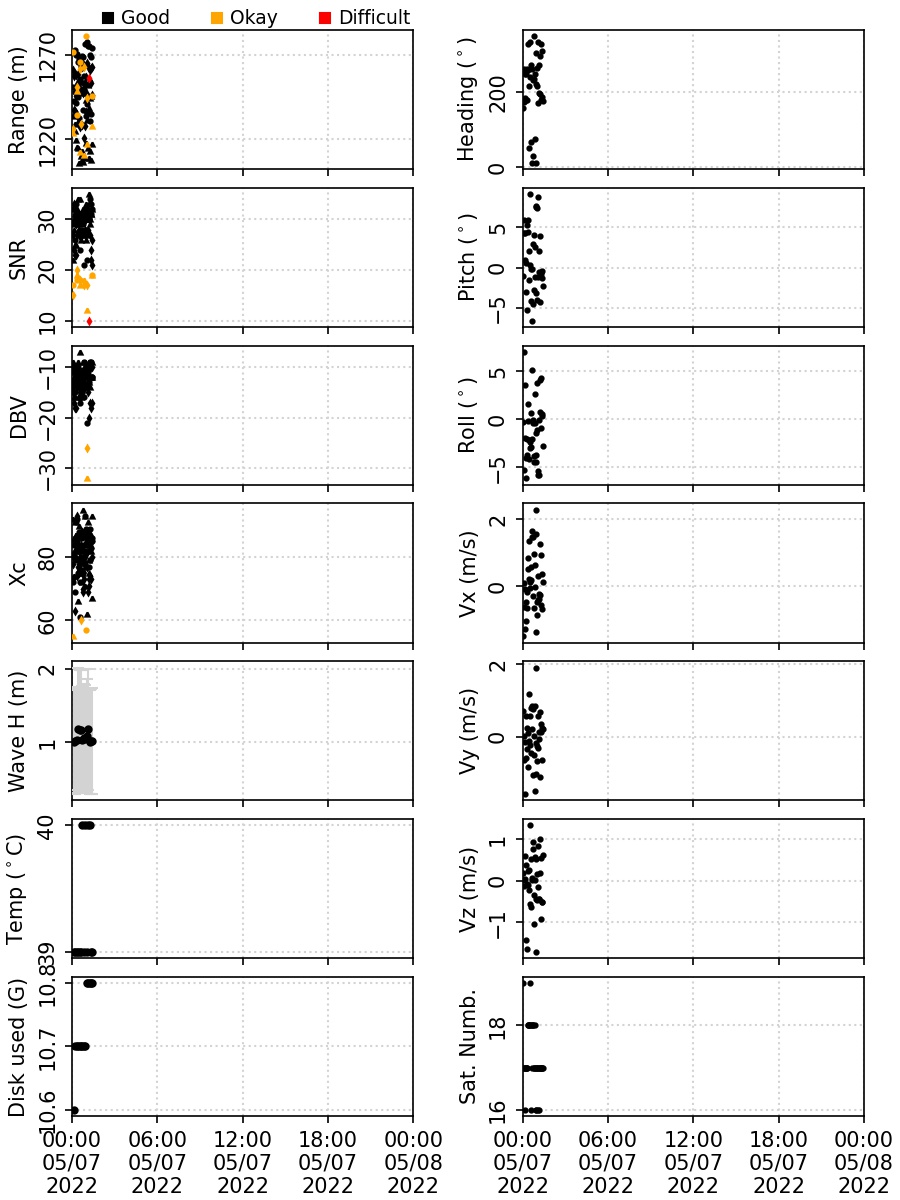 Good Okay Difficult
Range (m)
1270
1220
Heading (°)
200
0
SNR
30
20
10
Pitch (°)
5
0
−5
DBV
−10
−20
−30
Roll (°)
5
0
−5
Xc
80
60
Vx (m/s)
2
0
Wave H (m)
2
1
Vy (m/s)
2
0
Temp (°C)
40
39
Vz (m/s)
1
0
−1
Disk used (G)
10.8
10.7
10.6
Sat. Numb.
18
16
00:00 06:00 12:00 18:00 00:00
05/07 05/07 05/07 05/07 05/08
2022 2022 2022 2022 2022
00:00 06:00 12:00 18:00 00:00
05/07 05/07 05/07 05/07 05/08
2022 2022 2022 2022 2022